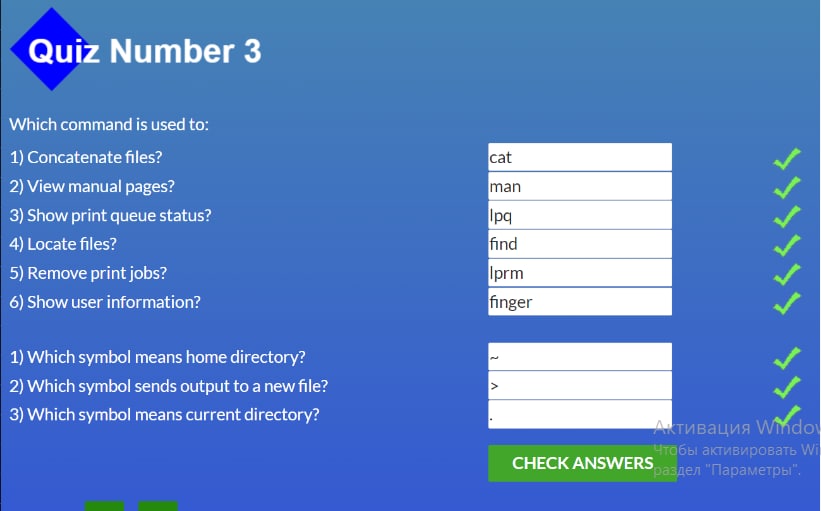 Quiz Number 3
Which command is used to:
1) Concatenate files? cat
2) View manual pages? man
3) Show print queue status? lpq
4) Locate files? find
5) Remove print jobs? lprm
6) Show user information? finger
1) Which symbol means home directory? ~
2) Which symbol sends output to a new file? >
3) Which symbol means current directory? .
Активация Window
CHECK ANSWERS
Чтобы активировать Wi
раздел "Параметры".